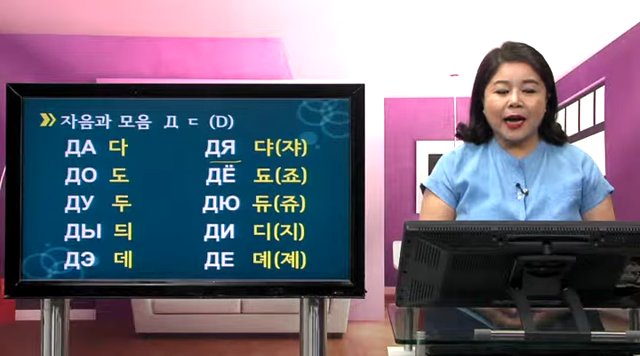 » 자음과 모음 Д ㄷ (D)
ДА 다 ДЯ 댜(쟈)
ДО 도 ДЁ 됴(죠)
ДУ 두 ДЮ 듀(쥬)
ДЫ 듸 ДИ 디(지)
ДЭ 데 ДЕ 뎨(졔)